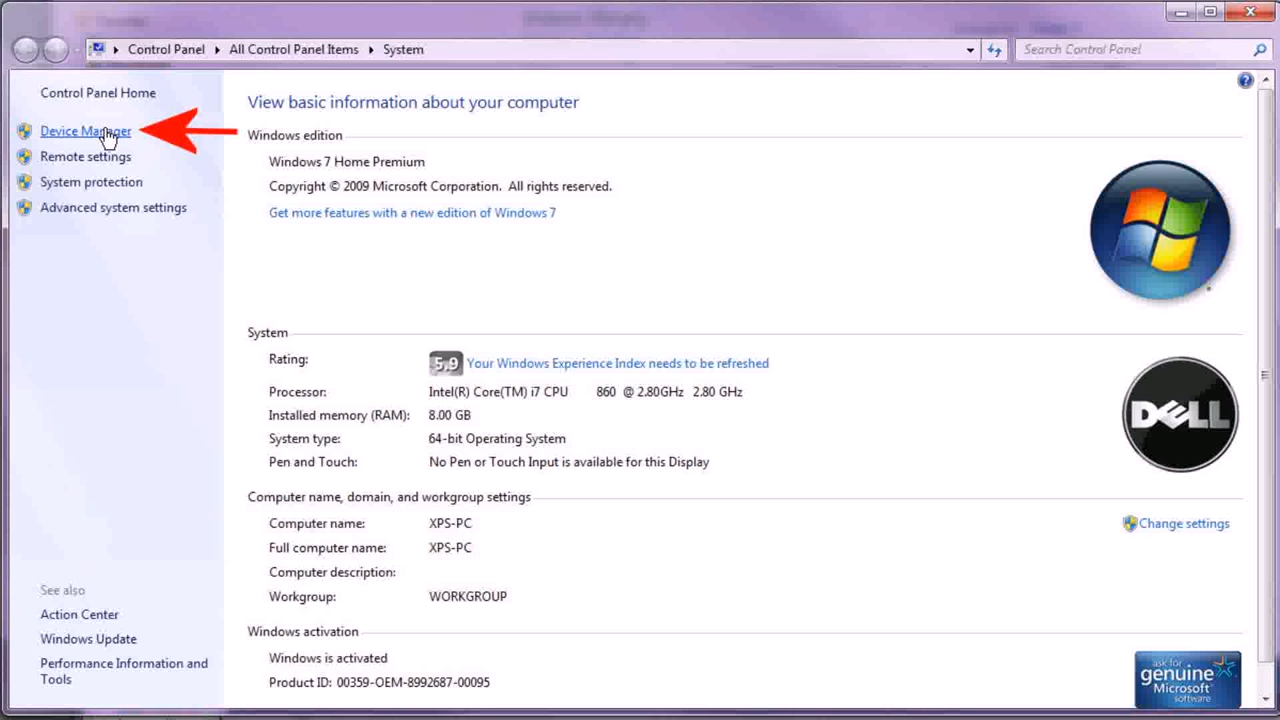 Control Panel All Control Panel Items System
Search Control Panel
Control Panel Home
Device Manager
Remote settings
System protection
Advanced system settings
See also
Action Center
Windows Update
Performance Information and
Tools
View basic information about your computer
Windows edition
Windows 7 Home Premium
Copyright © 2009 Microsoft Corporation. All rights reserved.
Get more features with a new edition of Windows 7
System
Rating: 5.9 Your Windows Experience Index needs to be refreshed
Processor: Intel(R) Core(TM) i7 CPU 860 @ 2.80GHz 2.80 GHz
Installed memory (RAM): 8.00 GB
System type: 64-bit Operating System
Pen and Touch: No Pen or Touch Input is available for this Display
DELL
Computer name, domain, and workgroup settings
Computer name: XPS-PC
Change settings
Full computer name: XPS-PC
Computer description:
Workgroup: WORKGROUP
Windows activation
Windows is activated
Product ID: 00359-OEM-8992687-00095
ask for
genuine
Microsoft
software